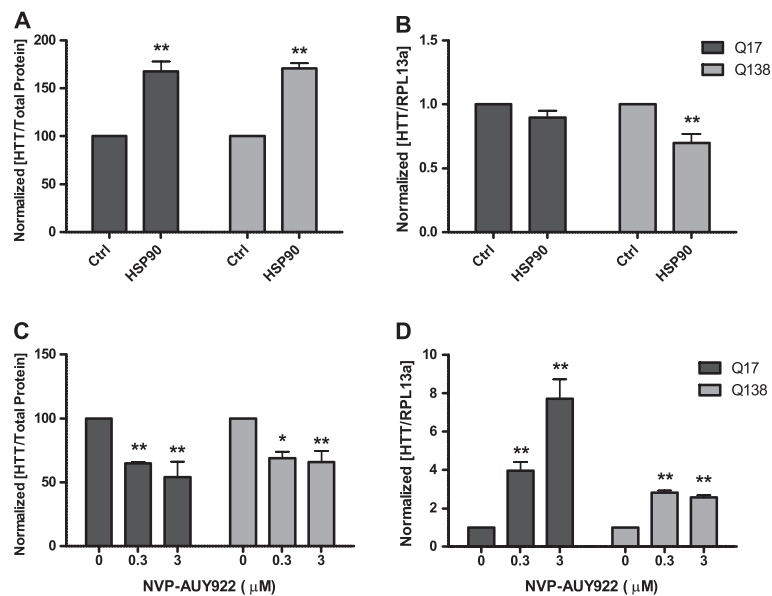 A
Normalized [HTT/Total Protein]
200
150
100
50
0
**
**
Ctrl
HSP90
Ctrl
HSP90
B
Normalized [HTT/RPL13a]
1.5
1.0
0.5
0.0
**
Ctrl
HSP90
Ctrl
HSP90
Q17
Q138
C
Normalized [HTT/Total Protein]
150
100
50
0
**
**
*
**
0 0.3 3 0 0.3 3
NVP-AUY922 ( μM)
D
Normalized [HTT/RPL13a]
10
8
6
4
2
0
**
**
**
**
0 0.3 3 0 0.3 3
NVP-AUY922 ( μM)
Q17
Q138